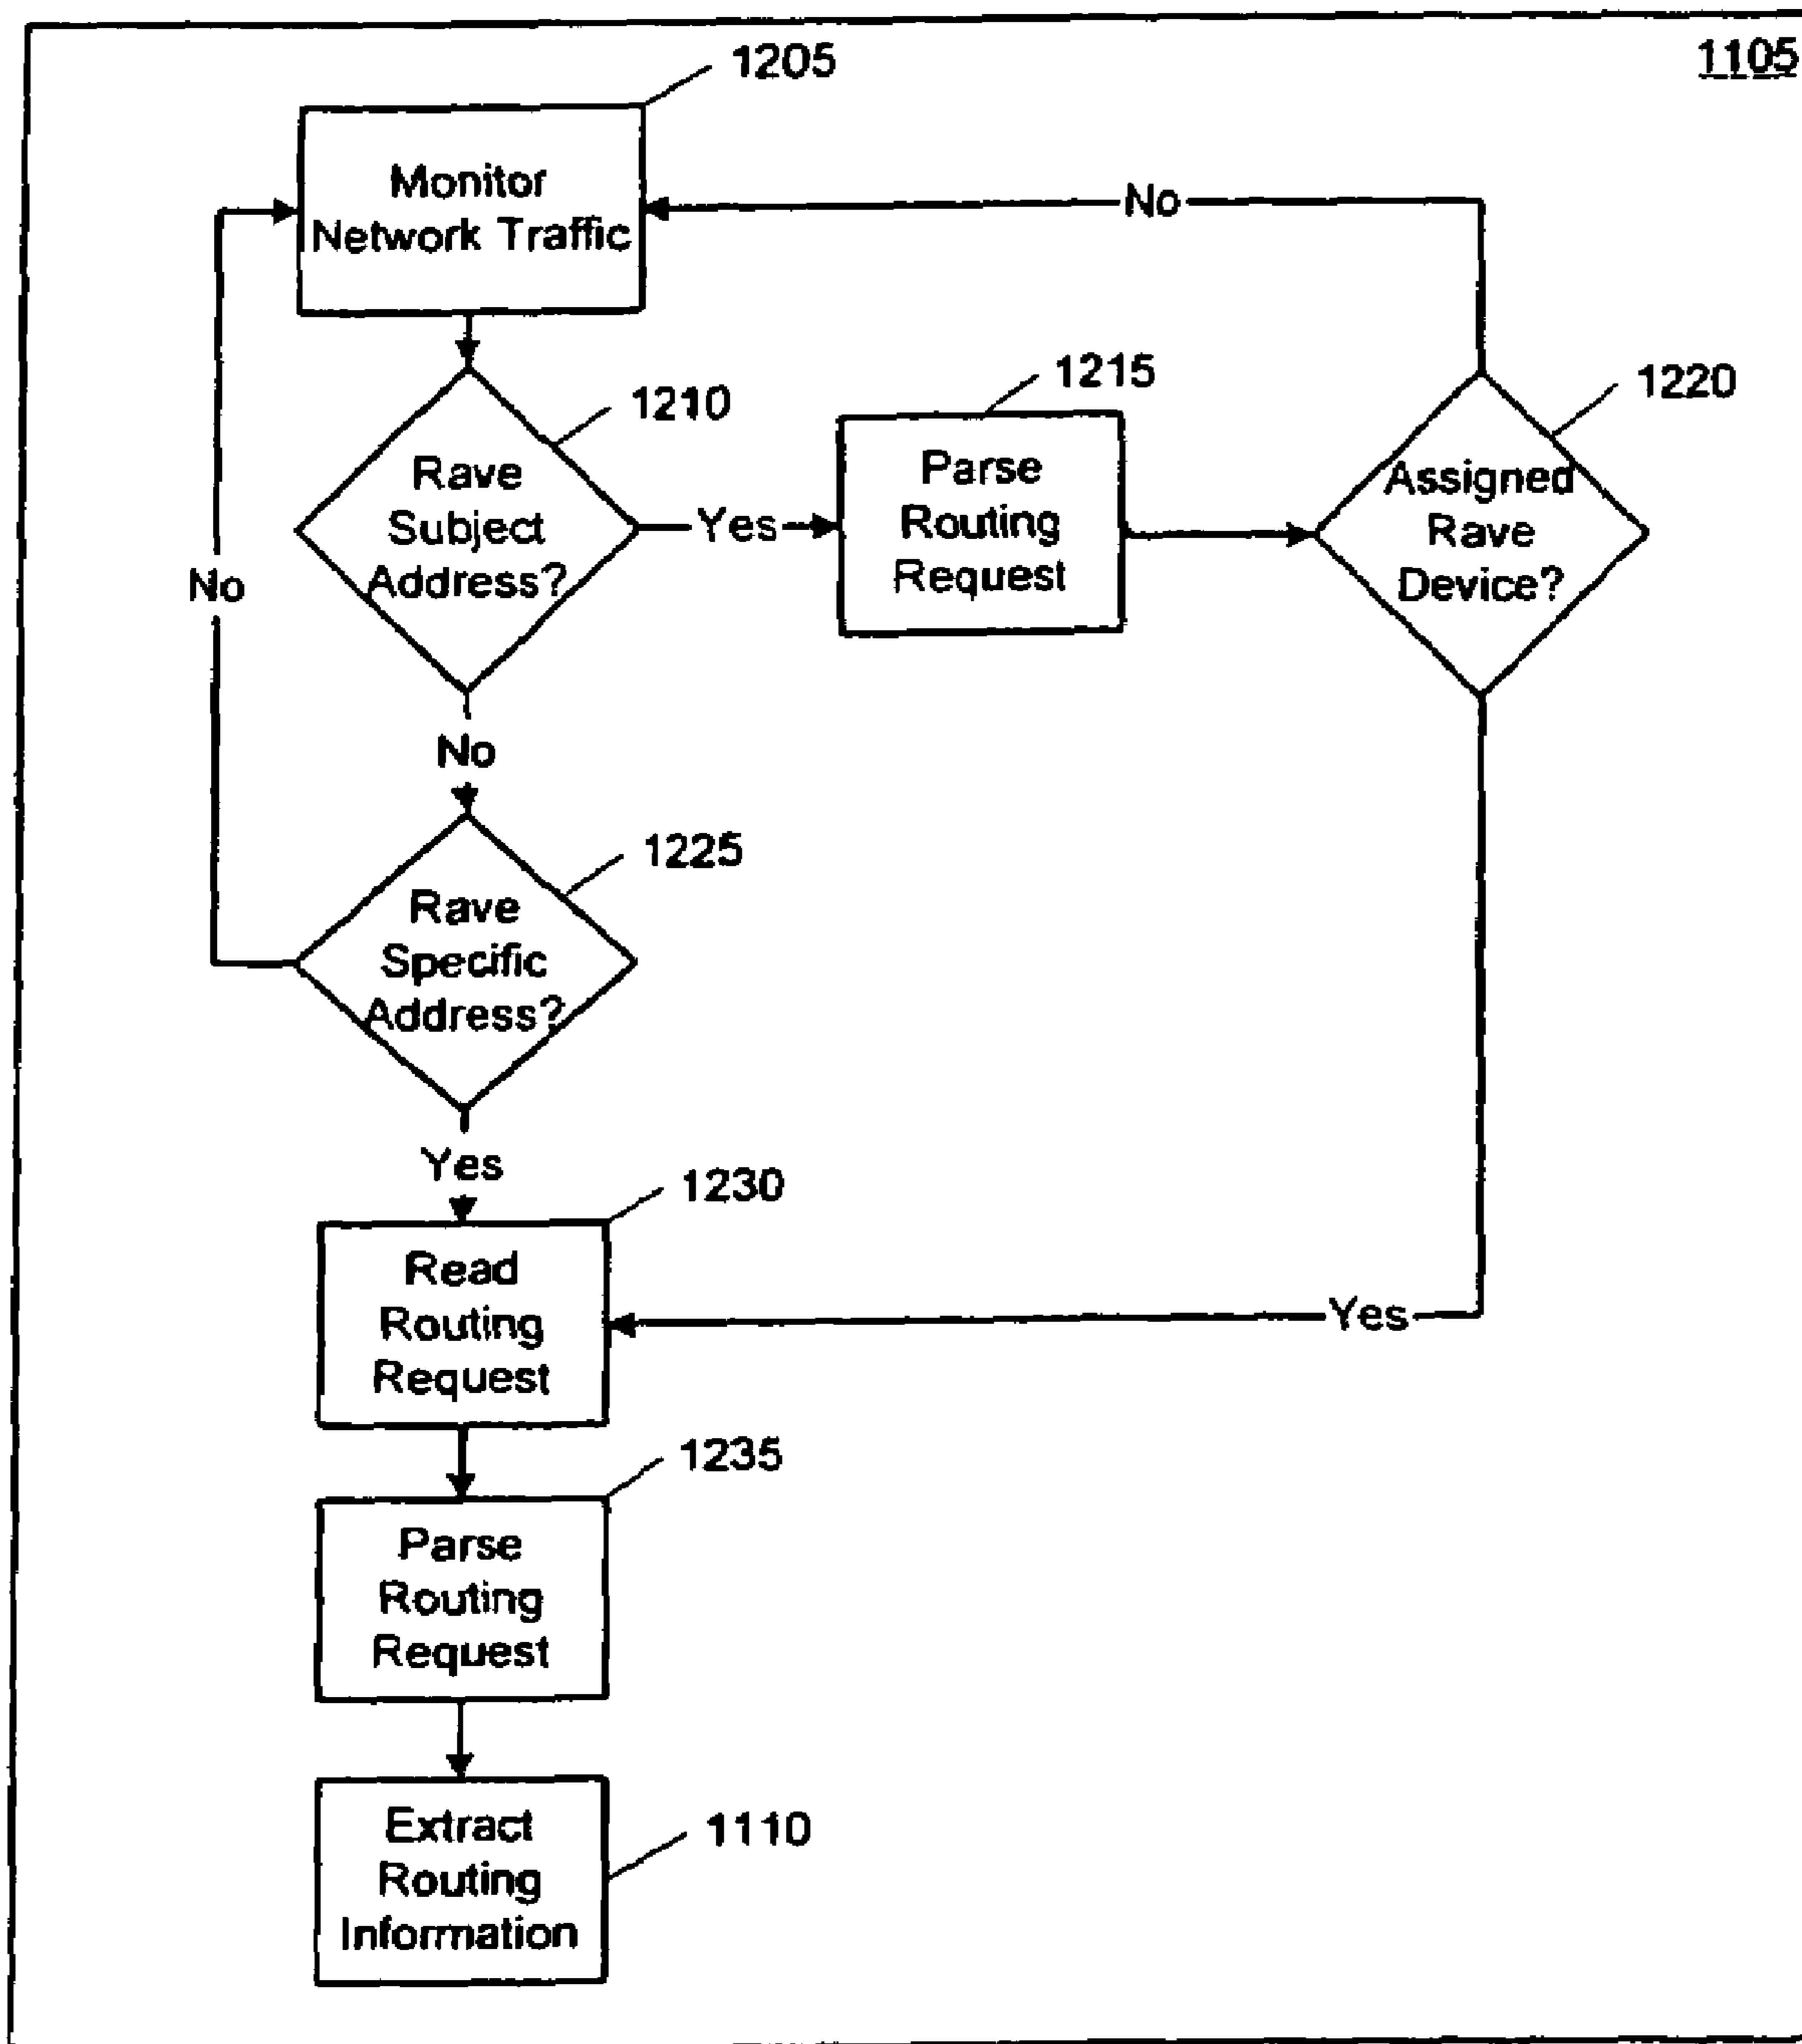 1105
1205
Monitor
Network Traffic
No
1210
Rave
Subject
Address?
Yes
1215
Parse
Routing
Request
1220
Assigned
Rave
Device?
No
No
1225
Rave
Specific
Address?
Yes
1230
Read
Routing
Request
Yes
1235
Parse
Routing
Request
1110
Extract
Routing
Information